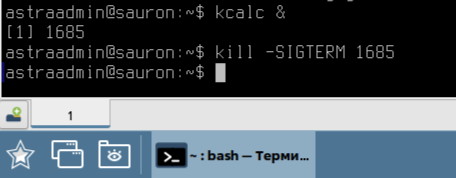 astraadmin@sauron:~$ kcalc &
[1] 1685
astraadmin@sauron:~$ kill -SIGTERM 1685
astraadmin@sauron:~$
1
~ : bash — Терми...